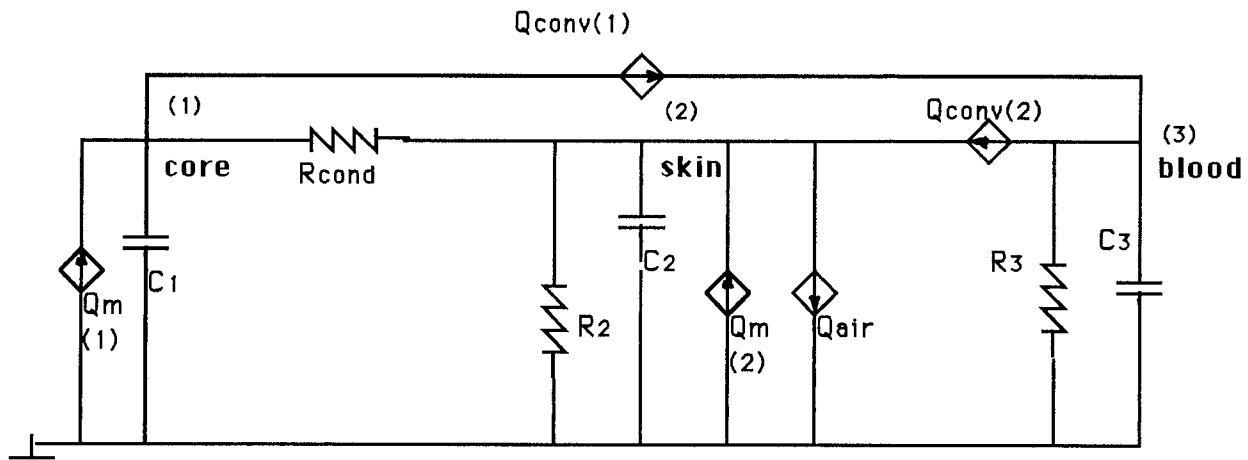 Qconv(1)
(1)
(2)
Qconv(2)
(3)
core
Rcond
skin
blood
C1
C2
C3
R3
Qm
(1)
R2
Qm
(2)
Qair